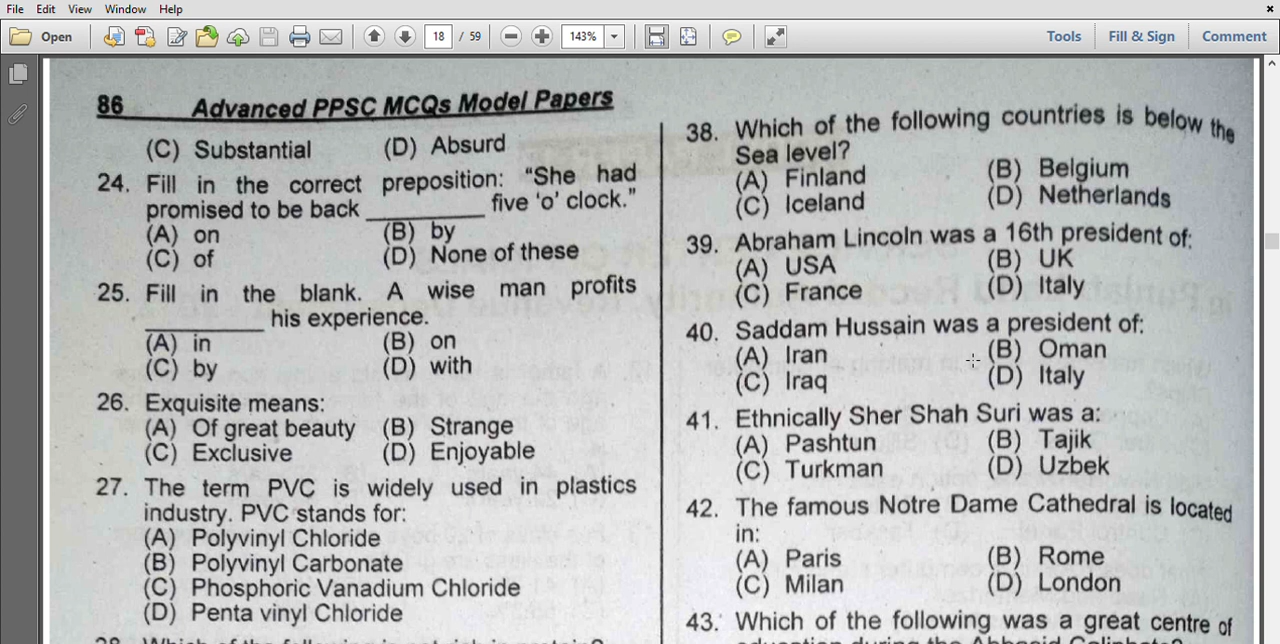 File Edit View Window Help
Open 18 / 59 143% Tools Fill & Sign Comment
86 Advanced PPSC MCQs Model Papers
(C) Substantial (D) Absurd
24. Fill in the correct preposition: “She had
promised to be back __________ five ‘o’ clock.”
(A) on (B) by
(C) of (D) None of these
25. Fill in the blank. A wise man profits
__________ his experience.
(A) in (B) on
(C) by (D) with
26. Exquisite means:
(A) Of great beauty (B) Strange
(C) Exclusive (D) Enjoyable
27. The term PVC is widely used in plastics
industry. PVC stands for:
(A) Polyvinyl Chloride
(B) Polyvinyl Carbonate
(C) Phosphoric Vanadium Chloride
(D) Penta vinyl Chloride
38. Which of the following countries is below the
Sea level?
(A) Finland (B) Belgium
(C) Iceland (D) Netherlands
39. Abraham Lincoln was a 16th president of:
(A) USA (B) UK
(C) France (D) Italy
40. Saddam Hussain was a president of:
(A) Iran (B) Oman
(C) Iraq (D) Italy
41. Ethnically Sher Shah Suri was a:
(A) Pashtun (B) Tajik
(C) Turkman (D) Uzbek
42. The famous Notre Dame Cathedral is located
in:
(A) Paris (B) Rome
(C) Milan (D) London
43. Which of the following was a great centre of